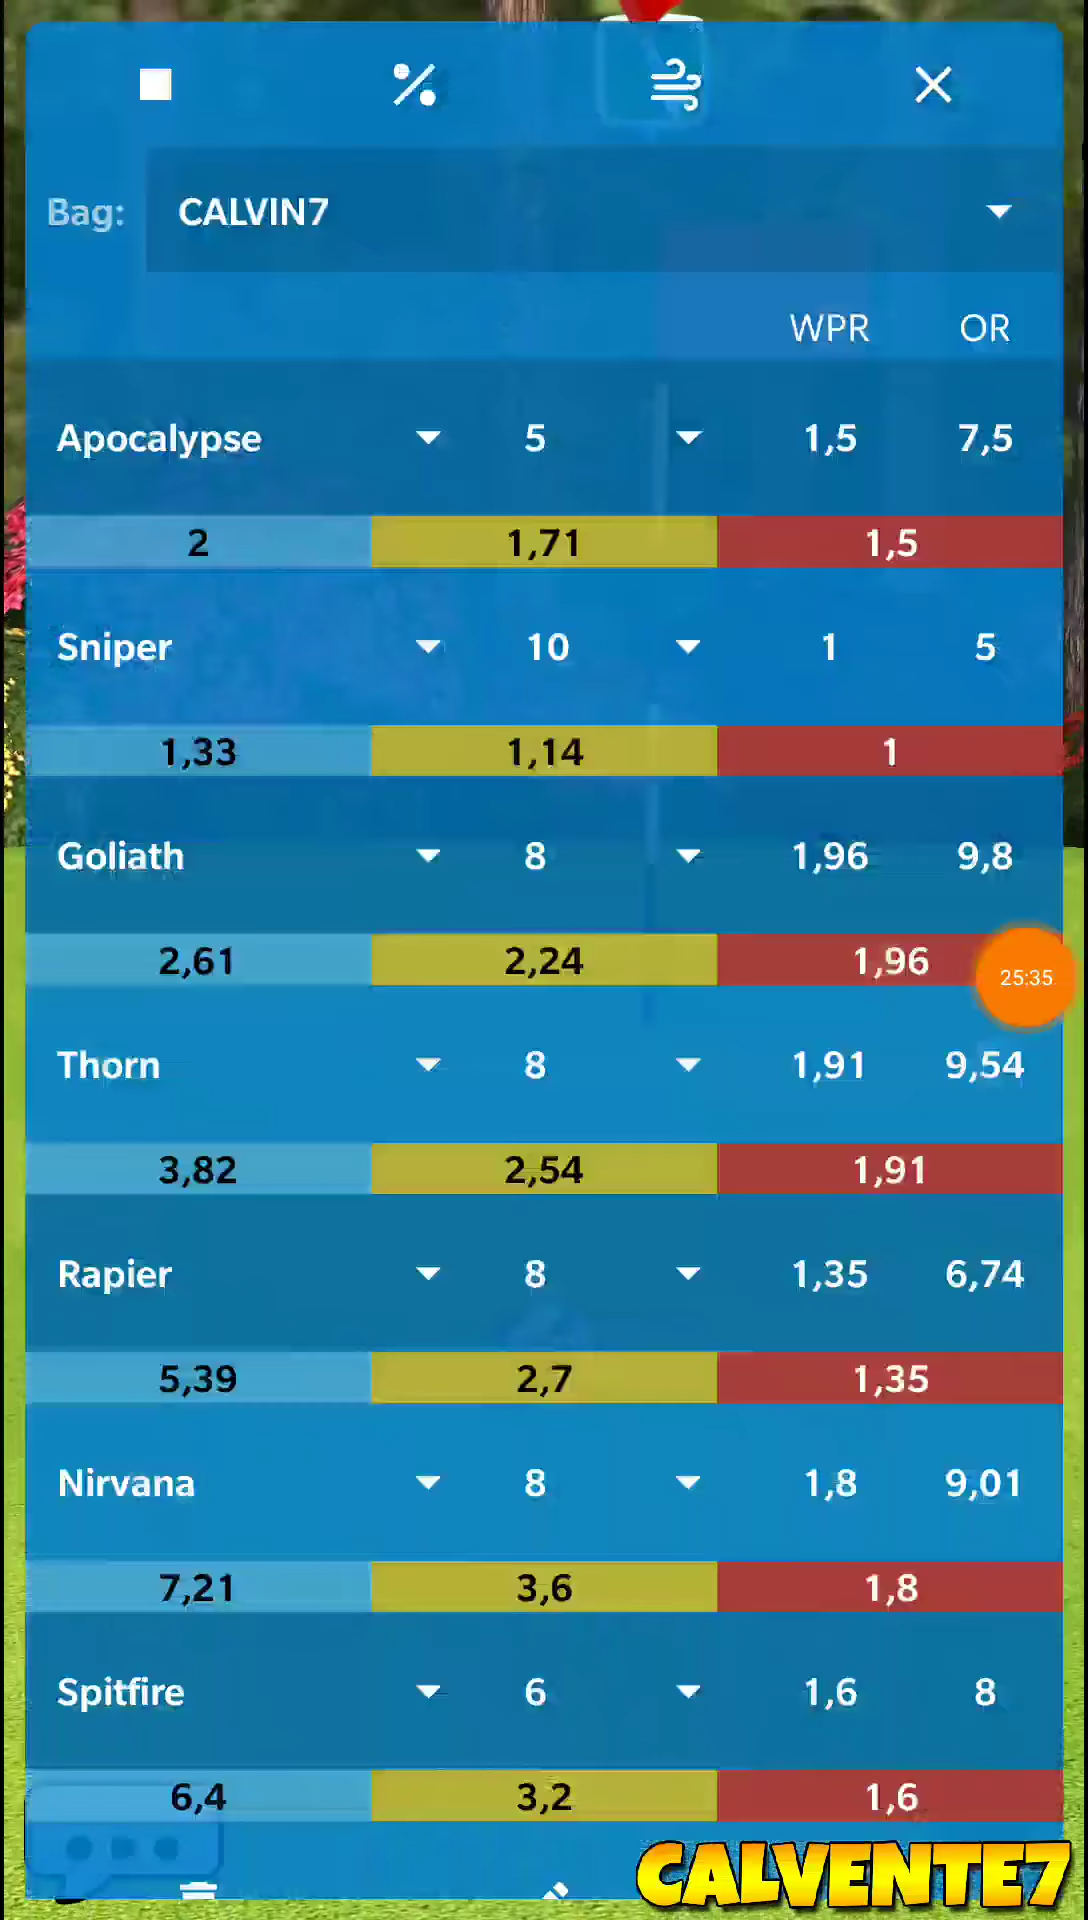 Bag: CALVIN7
WPR OR
Apocalypse 5 1,5 7,5
2 1,71 1,5
Sniper 10 1 5
1,33 1,14 1
Goliath 8 1,96 9,8
2,61 2,24 1,96
25:35
Thorn 8 1,91 9,54
3,82 2,54 1,91
Rapier 8 1,35 6,74
5,39 2,7 1,35
Nirvana 8 1,8 9,01
7,21 3,6 1,8
Spitfire 6 1,6 8
6,4 3,2 1,6
CALVENTE7